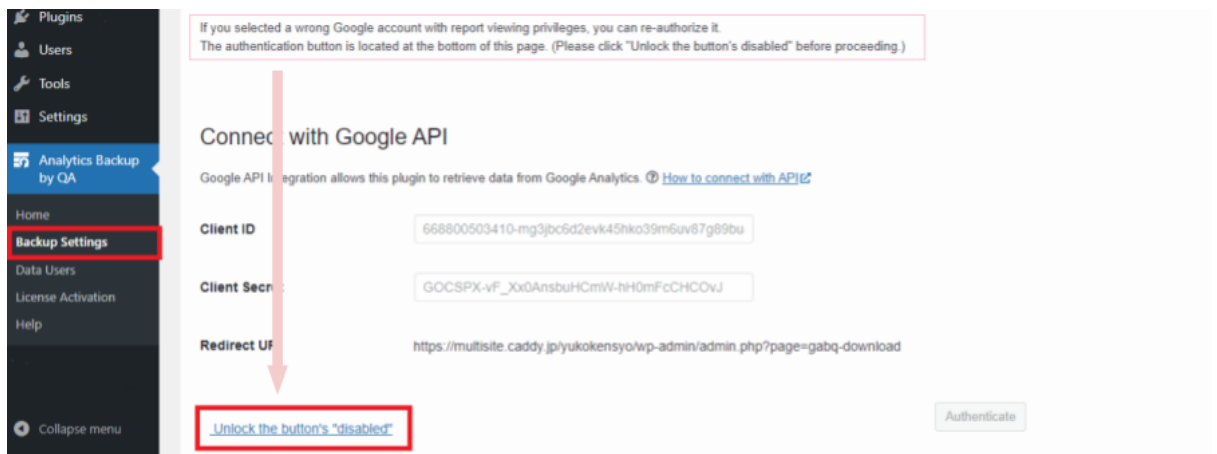 Plugins
Users
Tools
Settings
Analytics Backup
by QA
Home
Backup Settings
Data Users
License Activation
Help
Collapse menu
If you selected a wrong Google account with report viewing privileges, you can re-authorize it.
The authentication button is located at the bottom of this page. (Please click "Unlock the button's disabled" before proceeding.)
Connect with Google API
Google API Integration allows this plugin to retrieve data from Google Analytics. ? How to connect with API
Client ID
668800503410-mg3jbc6d2evk45hko39m6uv87g89bu
Client Secret
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
Redirect UR
https://multisite.caddy.jp/yukokensyo/wp-admin/admin.php?page=gabq-download
Unlock the button's "disabled"
Authenticate